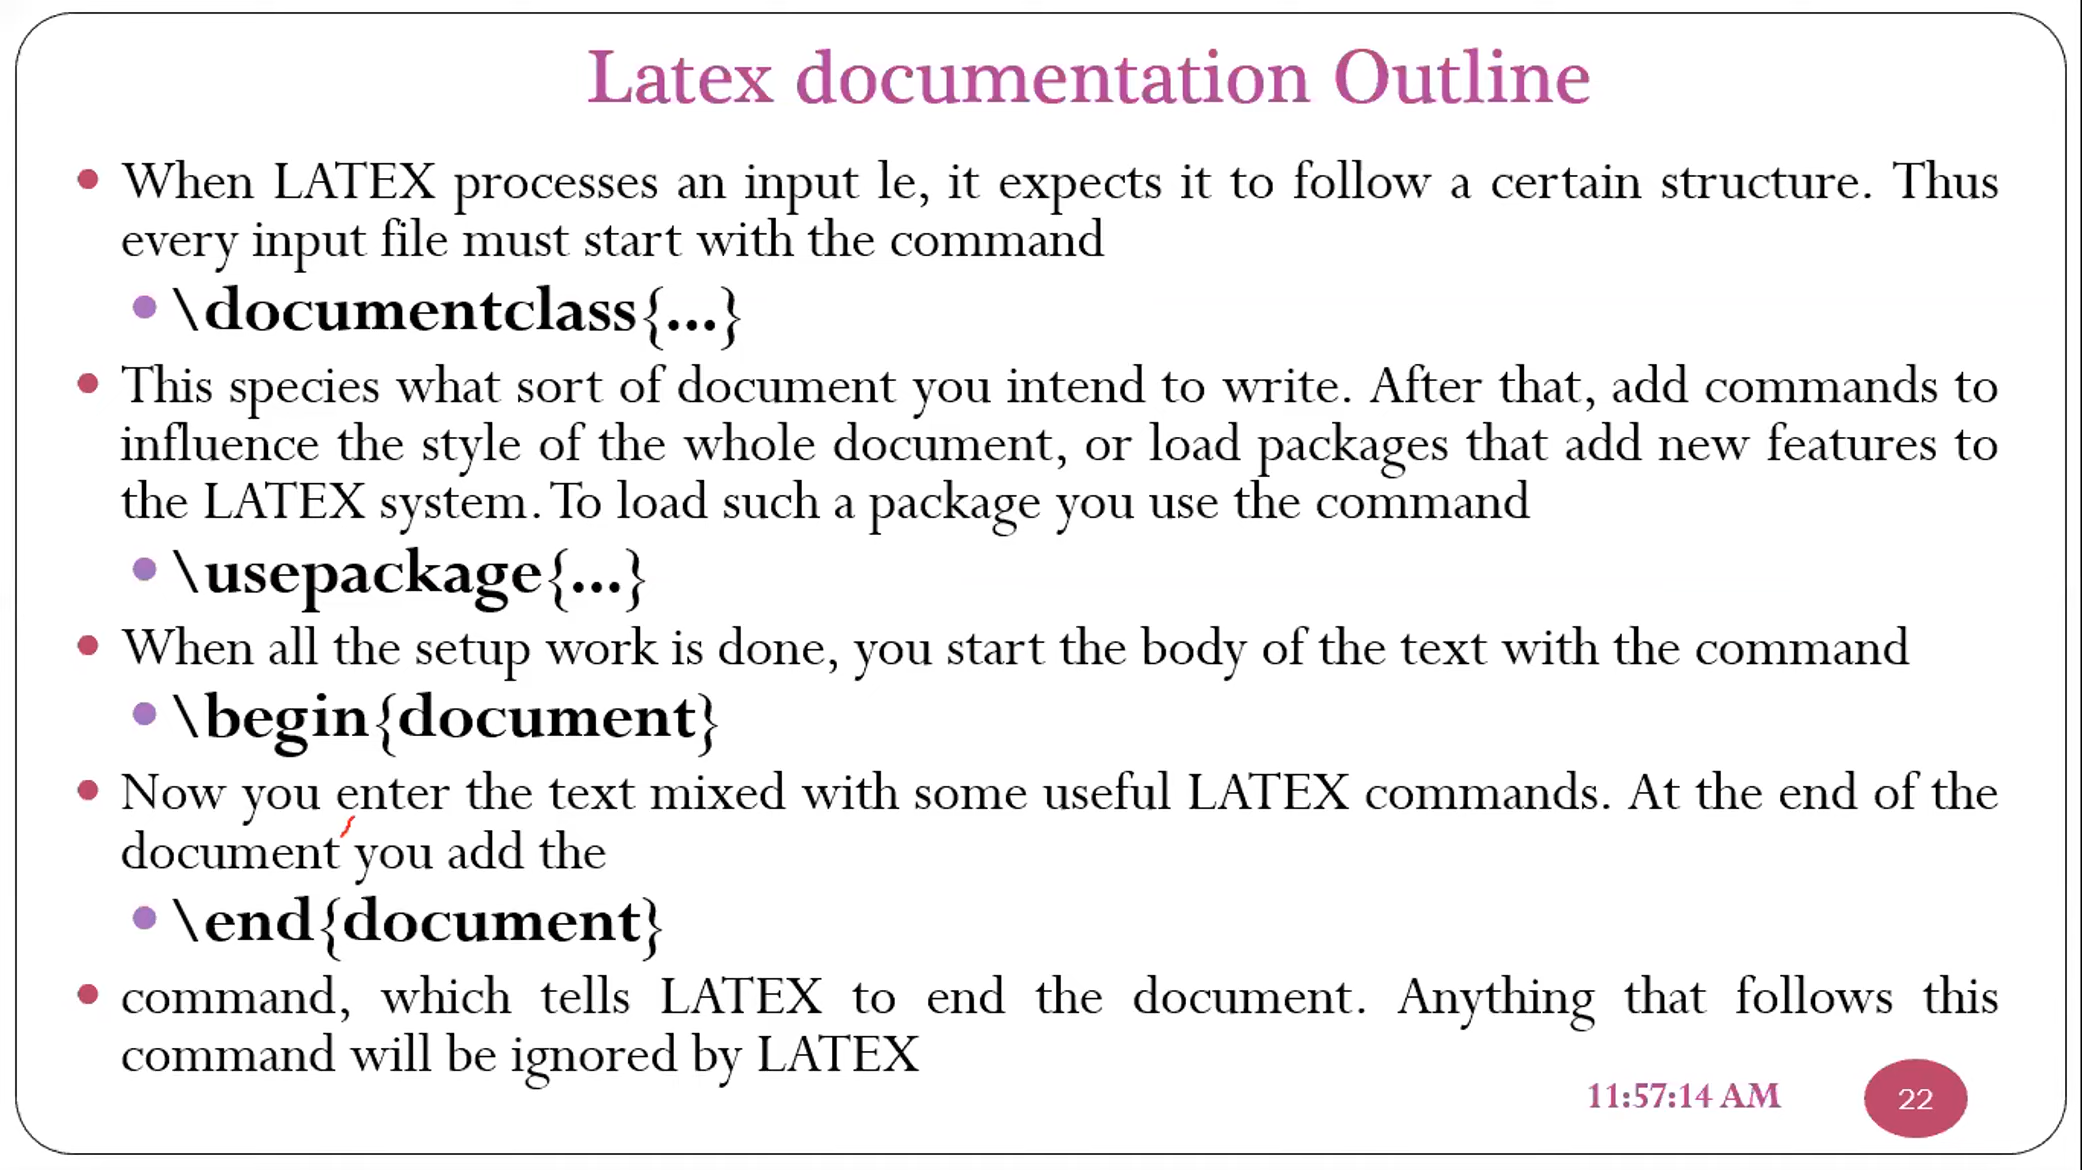 Latex documentation Outline
• When LATEX processes an input le, it expects it to follow a certain structure. Thus
every input file must start with the command
• \documentclass{...}
• This species what sort of document you intend to write. After that, add commands to
influence the style of the whole document, or load packages that add new features to
the LATEX system. To load such a package you use the command
• \usepackage{...}
• When all the setup work is done, you start the body of the text with the command
• \begin{document}
• Now you enter the text mixed with some useful LATEX commands. At the end of the
document you add the
• \end{document}
• command, which tells LATEX to end the document. Anything that follows this
command will be ignored by LATEX
11:57:14 AM
22